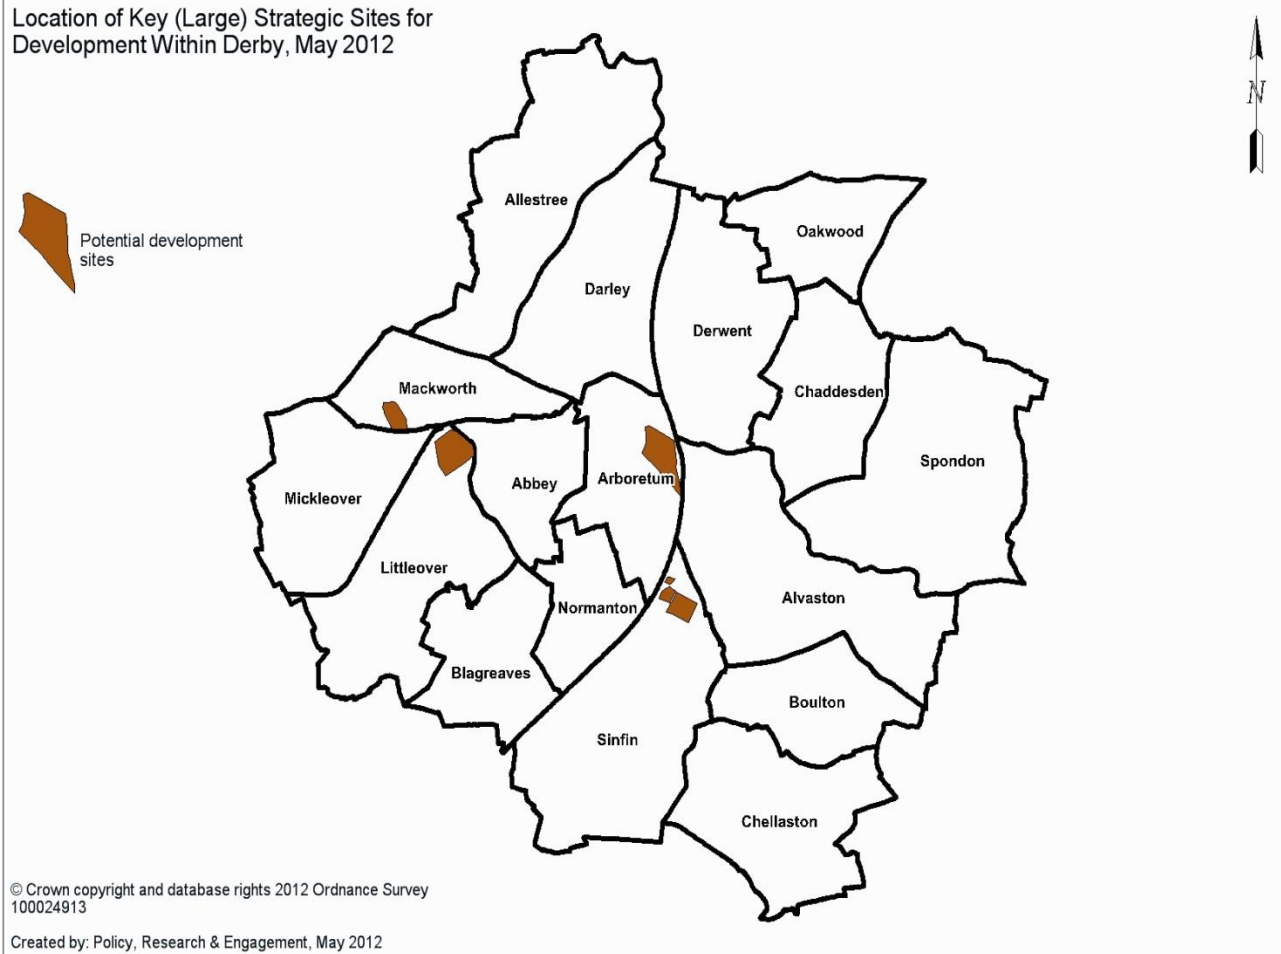 Location of Key (Large) Strategic Sites for
Development Within Derby, May 2012
N
Potential development
sites
Allestree
Oakwood
Darley
Derwent
Mackworth
Chaddesden
Spondon
Arboretum
Abbey
Mickleover
Littleover
Alvaston
Normanton
Blagreaves
Boulton
Sinfin
Chellaston
© Crown copyright and database rights 2012 Ordnance Survey
100024913
Created by: Policy, Research & Engagement, May 2012